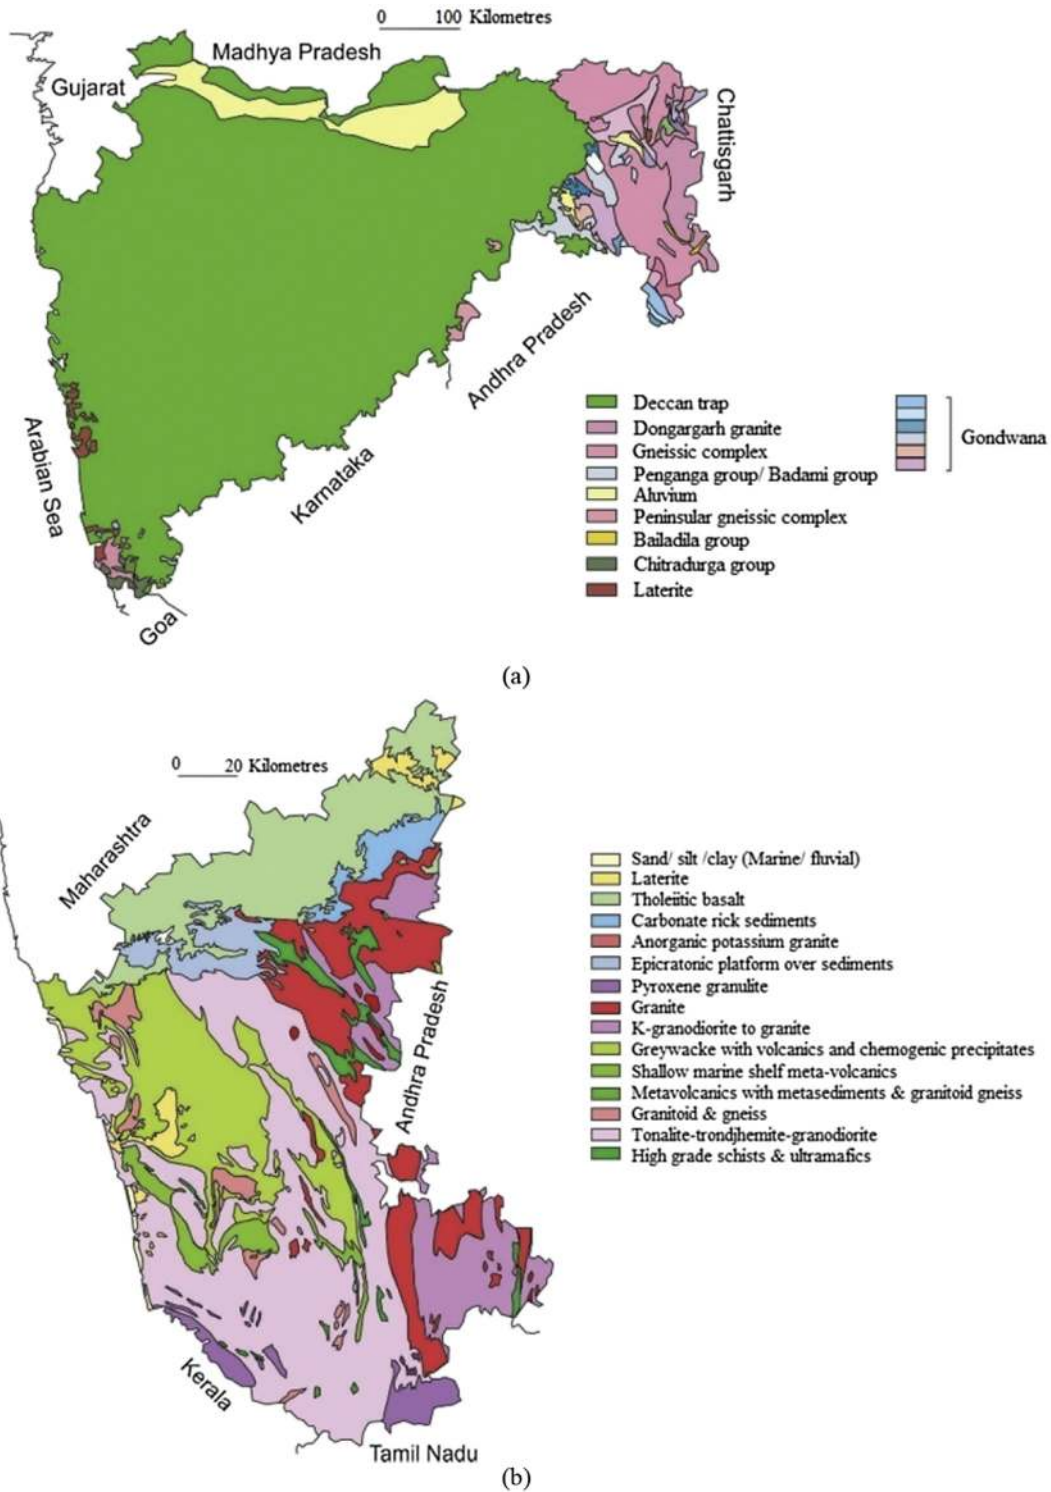 0 100 Kilometres
Madhya Pradesh
Gujarat
Chattisgarh
Andhra Pradesh
Arabian Sea
Karnataka
Goa
Deccan trap
Dongargarh granite
Gneissic complex
Penganga group/ Badami group
Aluvium
Peninsular gneissic complex
Bailadila group
Chitradurga group
Laterite
Gondwana
(a)
0 20 Kilometres
Maharashtra
Andhra Pradesh
Kerala
Tamil Nadu
Sand/ silt /clay (Marine/ fluvial)
Laterite
Tholeiitic basalt
Carbonate rick sediments
Anorganic potassium granite
Epicratonic platform over sediments
Pyroxene granulite
Granite
K-granodiorite to granite
Greywacke with volcanics and chemogenic precipitates
Shallow marine shelf meta-volcanics
Metavolcanics with metasediments & granitoid gneiss
Granitoid & gneiss
Tonalite-trondjhemite-granodiorite
High grade schists & ultramafics
(b)